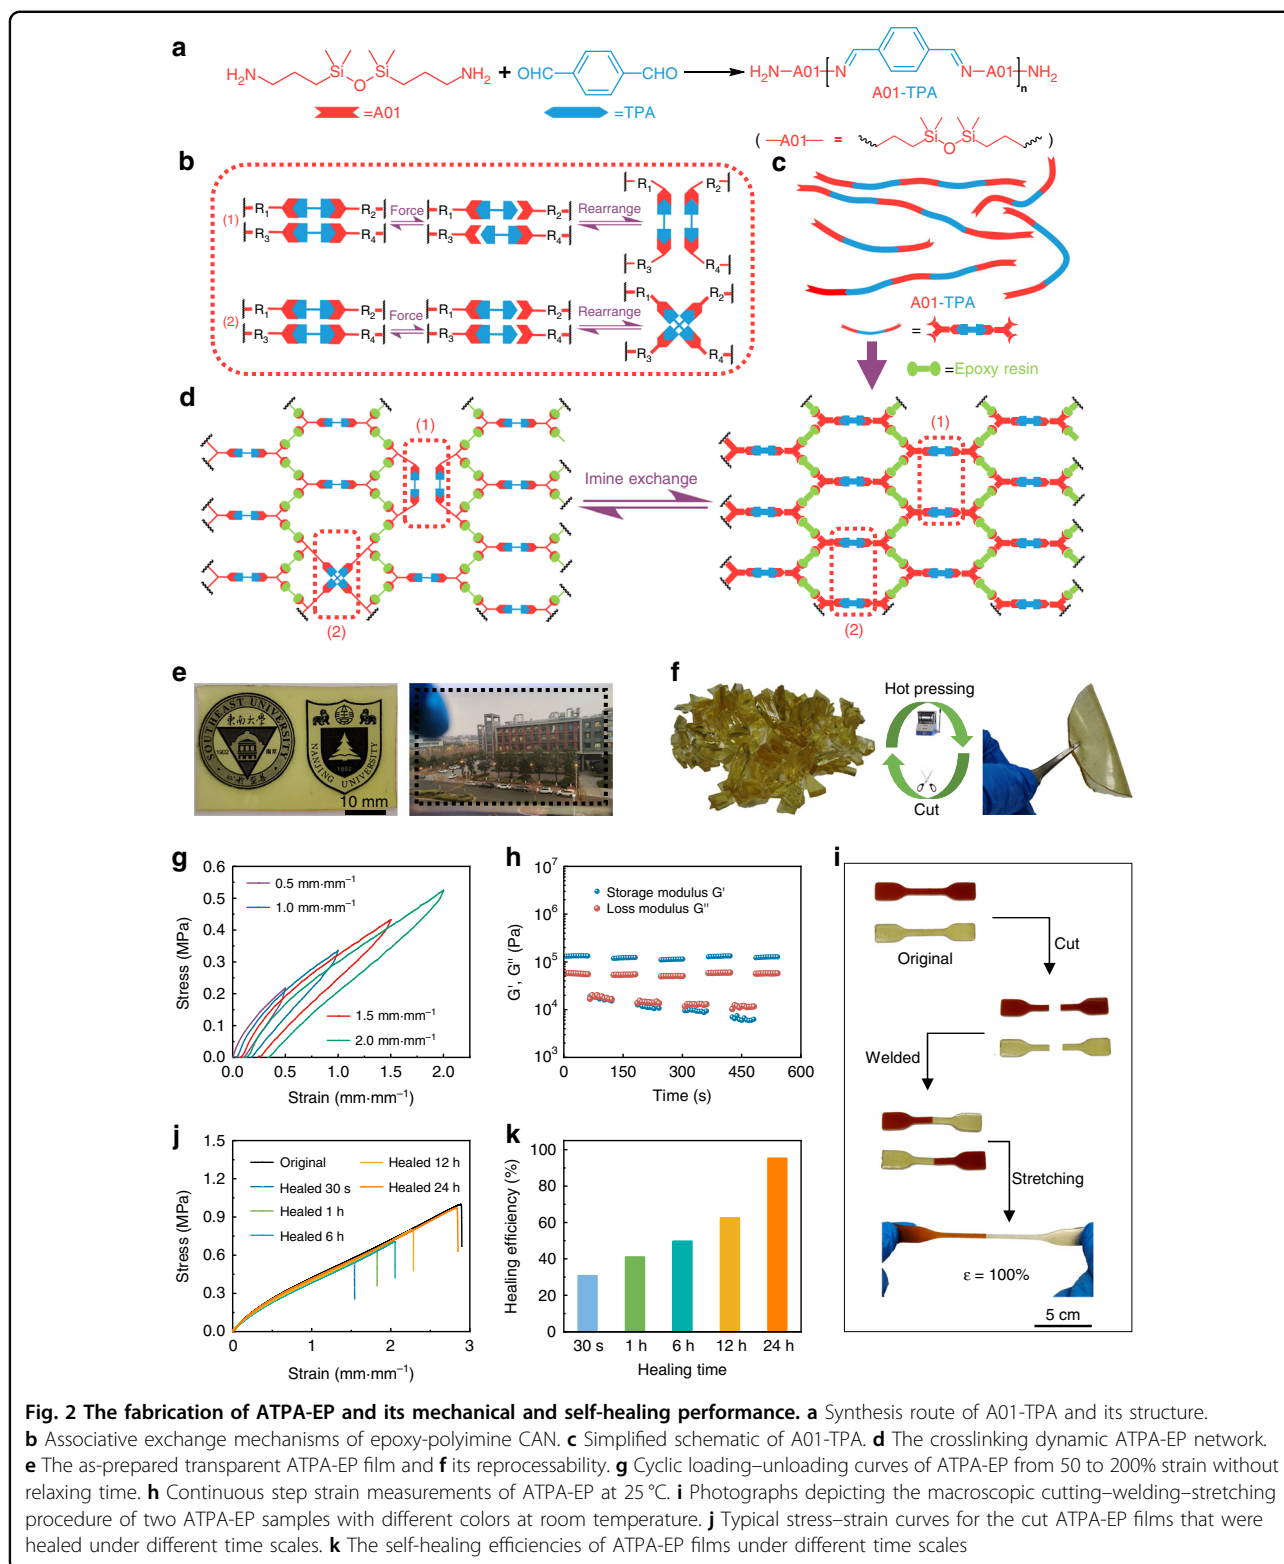 a
H2N
Si
O
Si
NH2
+
OHC
CHO
H2N—A01
N
N—A01
NH2
n
A01-TPA
=A01
=TPA
(—A01— =
Si
O
Si
)
b
(1)
R1
R2
R3
R4
Force
R1
R2
R3
R4
Rearrange
R1
R2
R3
R4
(2)
R1
R2
R3
R4
Force
R1
R2
R3
R4
Rearrange
R1
R2
R3
R4
c
A01-TPA
=
=Epoxy resin
d
(1)
(2)
Imine exchange
(1)
(2)
e
SOUTHEAST UNIVERSITY
東南大學
1902
南京
NANJING UNIVERSITY
1902
10 mm
f
Hot pressing
Cut
g
0.6
0.5
0.4
0.3
0.2
0.1
0.0
Stress (MPa)
0.5 mm·mm⁻¹
1.0 mm·mm⁻¹
1.5 mm·mm⁻¹
2.0 mm·mm⁻¹
0.0 0.5 1.0 1.5 2.0
Strain (mm·mm⁻¹)
h
10⁷
10⁶
10⁵
10⁴
10³
G', G'' (Pa)
Storage modulus G'
Loss modulus G''
0 150 300 450 600
Time (s)
i
Original
Cut
Welded
Stretching
ε = 100%
5 cm
j
1.5
1.2
0.9
0.6
0.3
0.0
Stress (MPa)
Original
Healed 30 s
Healed 1 h
Healed 6 h
Healed 12 h
Healed 24 h
0 1 2 3
Strain (mm·mm⁻¹)
k
100
80
60
40
20
0
Healing efficiency (%)
30 s 1 h 6 h 12 h 24 h
Healing time
Fig. 2 The fabrication of ATPA-EP and its mechanical and self-healing performance. a Synthesis route of A01-TPA and its structure.
b Associative exchange mechanisms of epoxy-polyimine CAN. c Simplified schematic of A01-TPA. d The crosslinking dynamic ATPA-EP network.
e The as-prepared transparent ATPA-EP film and f its reprocessability. g Cyclic loading–unloading curves of ATPA-EP from 50 to 200% strain without
relaxing time. h Continuous step strain measurements of ATPA-EP at 25 °C. i Photographs depicting the macroscopic cutting–welding–stretching
procedure of two ATPA-EP samples with different colors at room temperature. j Typical stress–strain curves for the cut ATPA-EP films that were
healed under different time scales. k The self-healing efficiencies of ATPA-EP films under different time scales